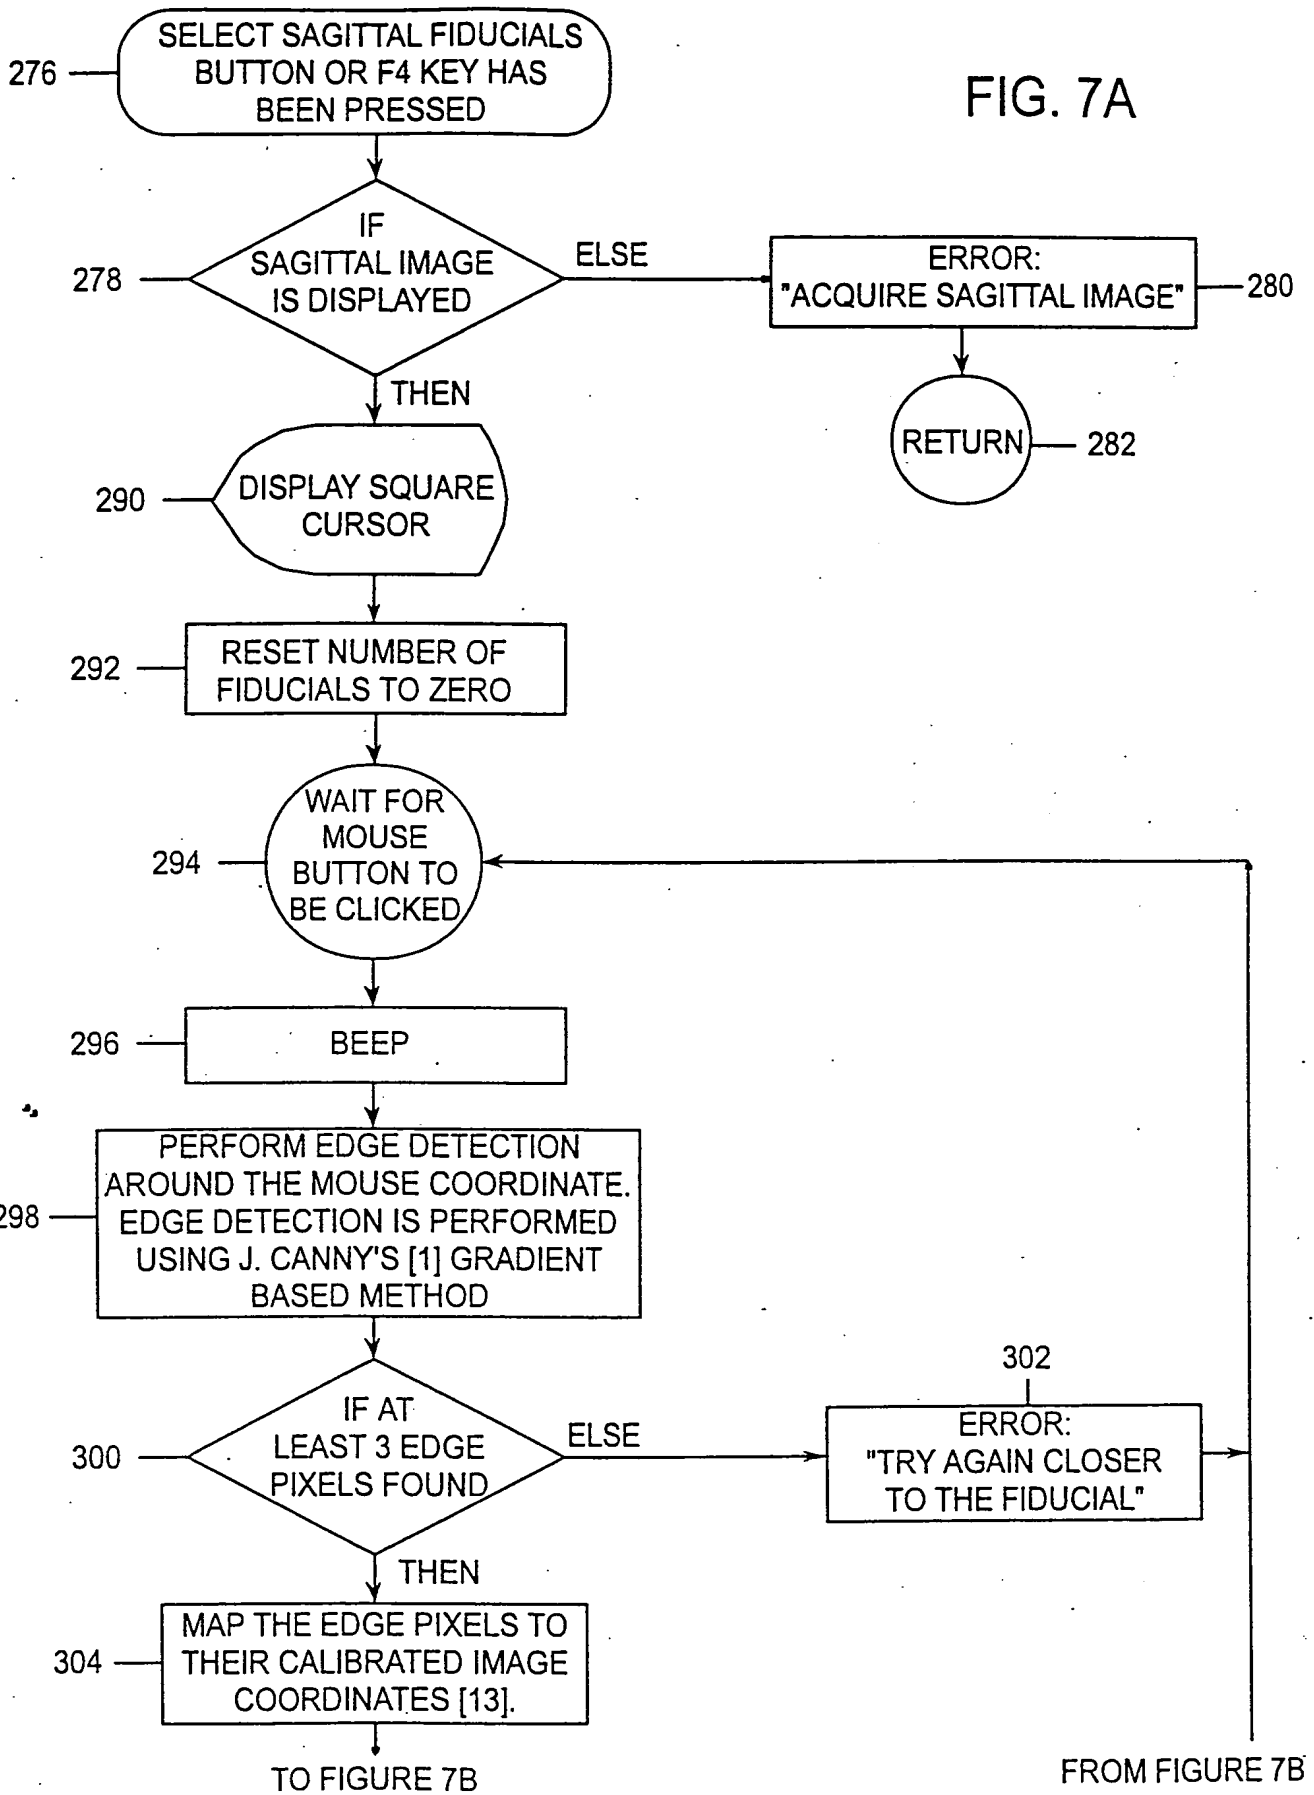 SELECT SAGITTAL FIDUCIALS
BUTTON OR F4 KEY HAS
BEEN PRESSED
276
FIG. 7A
IF
SAGITTAL IMAGE
IS DISPLAYED
278
ELSE
ERROR:
"ACQUIRE SAGITTAL IMAGE"
280
THEN
RETURN
282
DISPLAY SQUARE
CURSOR
290
RESET NUMBER OF
FIDUCIALS TO ZERO
292
WAIT FOR
MOUSE
BUTTON TO
BE CLICKED
294
BEEP
296
PERFORM EDGE DETECTION
AROUND THE MOUSE COORDINATE.
EDGE DETECTION IS PERFORMED
USING J. CANNY'S [1] GRADIENT
BASED METHOD
298
IF AT
LEAST 3 EDGE
PIXELS FOUND
300
ELSE
302
ERROR:
"TRY AGAIN CLOSER
TO THE FIDUCIAL"
THEN
MAP THE EDGE PIXELS TO
THEIR CALIBRATED IMAGE
COORDINATES [13].
304
TO FIGURE 7B
FROM FIGURE 7B